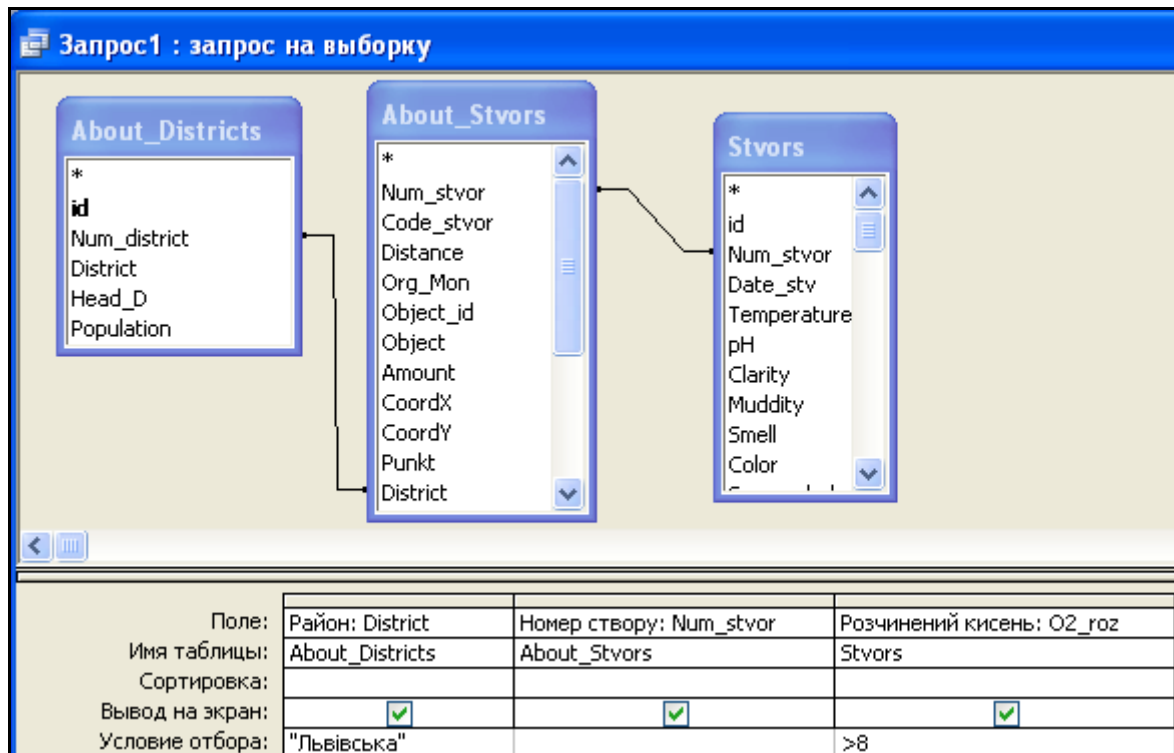 Запрос1 : запрос на выборку
About_Districts
*
id
Num_district
District
Head_D
Population
About_Stvors
*
Num_stvor
Code_stvor
Distance
Org_Mon
Object_id
Object
Amount
CoordX
CoordY
Punkt
District
Stvors
*
id
Num_stvor
Date_stv
Temperature
pH
Clarity
Muddity
Smell
Color
Поле: Район: District Номер створу: Num_stvor Розчинений кисень: O2_roz
Имя таблицы: About_Districts About_Stvors Stvors
Сортировка:
Вывод на экран:
Условие отбора: "Львівська" >8